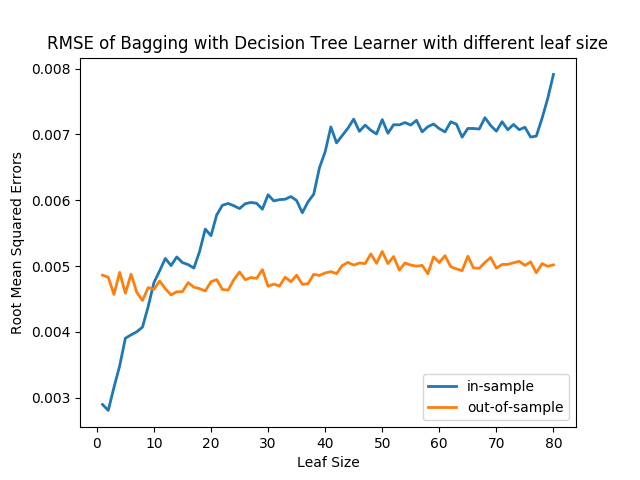 RMSE of Bagging with Decision Tree Learner with different leaf size
0.008
0.007
0.006
0.005
0.004
0.003
Root Mean Squared Errors
0 10 20 30 40 50 60 70 80
Leaf Size
in-sample
out-of-sample